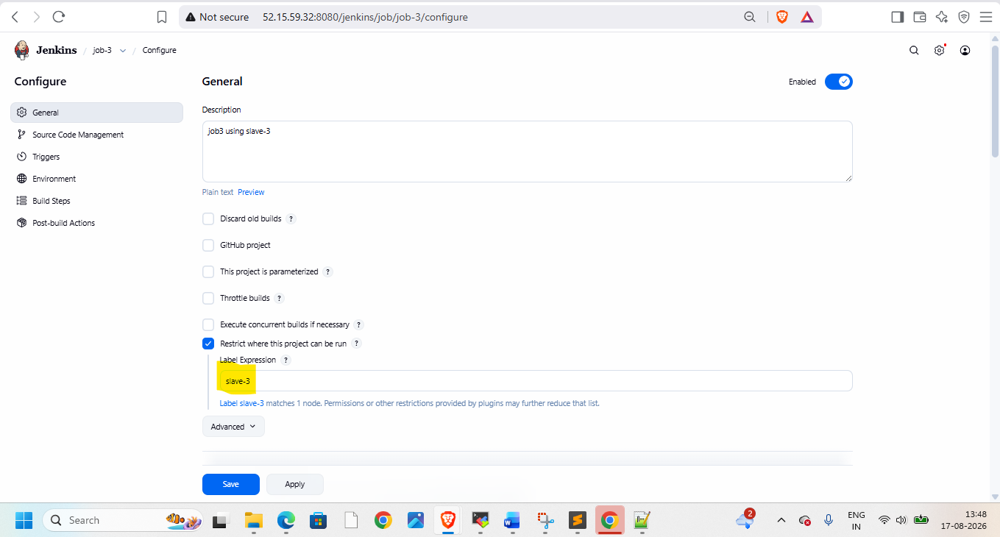 Not secure 52.15.59.32:8080/jenkins/job/job-3/configure
Jenkins / job-3 / Configure
Configure
General
Source Code Management
Triggers
Environment
Build Steps
Post-build Actions
General
Enabled
Description
job3 using slave-3
Plain text Preview
Discard old builds ?
GitHub project
This project is parameterized ?
Throttle builds ?
Execute concurrent builds if necessary ?
Restrict where this project can be run ?
Label Expression ?
slave-3
Label slave-3 matches 1 node. Permissions or other restrictions provided by plugins may further reduce that list.
Advanced
Save Apply
Search
2
ENG
IN
13:48
17-08-2026